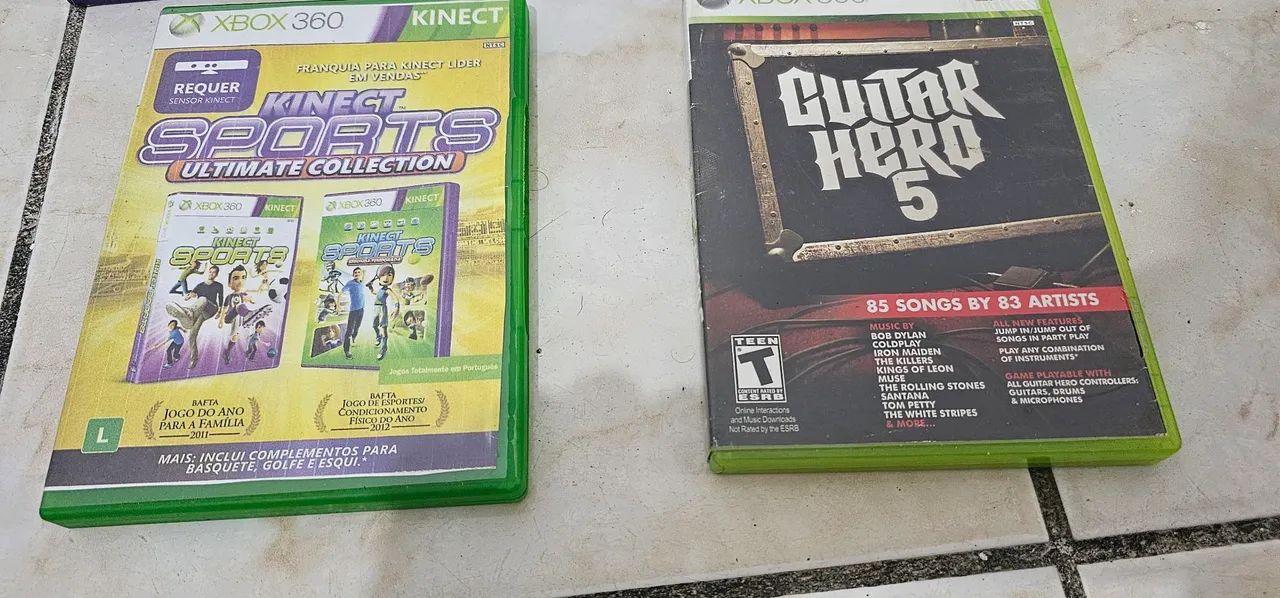 XBOX 360
KINECT
NTSC
REQUER
SENSOR KINECT
FRANQUIA PARA KINECT LÍDER
EM VENDAS**
KINECT™
SPORTS
ULTIMATE COLLECTION
XBOX 360 KINECT
KINECT
SPORTS
XBOX 360 KINECT
KINECT
SPORTS
Jogos Totalmente em Português
BAFTA
JOGO DO ANO
PARA A FAMÍLIA
2011
BAFTA
JOGO DE ESPORTES/
CONDICIONAMENTO
FÍSICO DO ANO
2012
L
MAIS: INCLUI COMPLEMENTOS PARA
BASQUETE, GOLFE E ESQUI.*
XBOX 360
NTSC
GUITAR
HERO
5
85 SONGS BY 83 ARTISTS
TEEN
T
CONTENT RATED BY
ESRB
Online Interactions
and Music Downloads
Not Rated by the ESRB
MUSIC BY
BOB DYLAN
COLDPLAY
IRON MAIDEN
THE KILLERS
KINGS OF LEON
MUSE
THE ROLLING STONES
SANTANA
TOM PETTY
THE WHITE STRIPES
& MORE...
ALL NEW FEATURES
JUMP IN/JUMP OUT OF
SONGS IN PARTY PLAY
PLAY ANY COMBINATION
OF INSTRUMENTS*
GAME PLAYABLE WITH
ALL GUITAR HERO CONTROLLERS:
GUITARS, DRUMS
& MICROPHONES